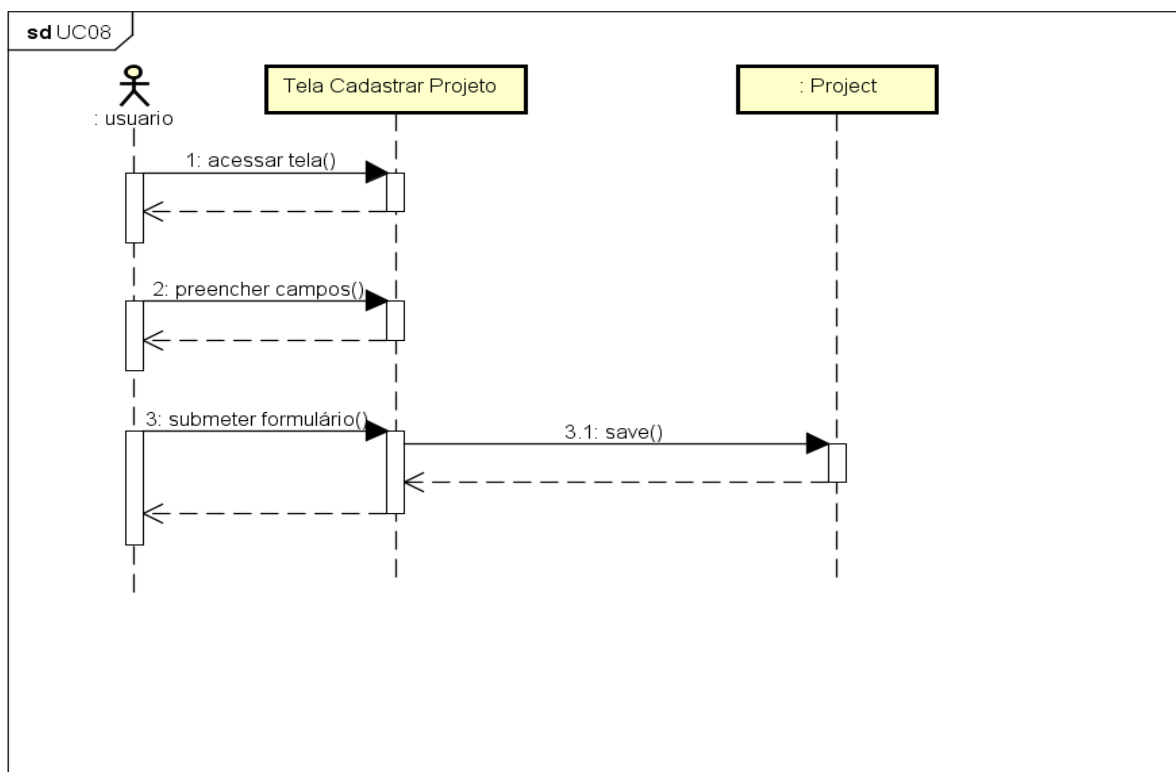 sd UC08
: usuario
Tela Cadastrar Projeto
: Project
1: acessar tela()
2: preencher campos()
3: submeter formulário()
3.1: save()